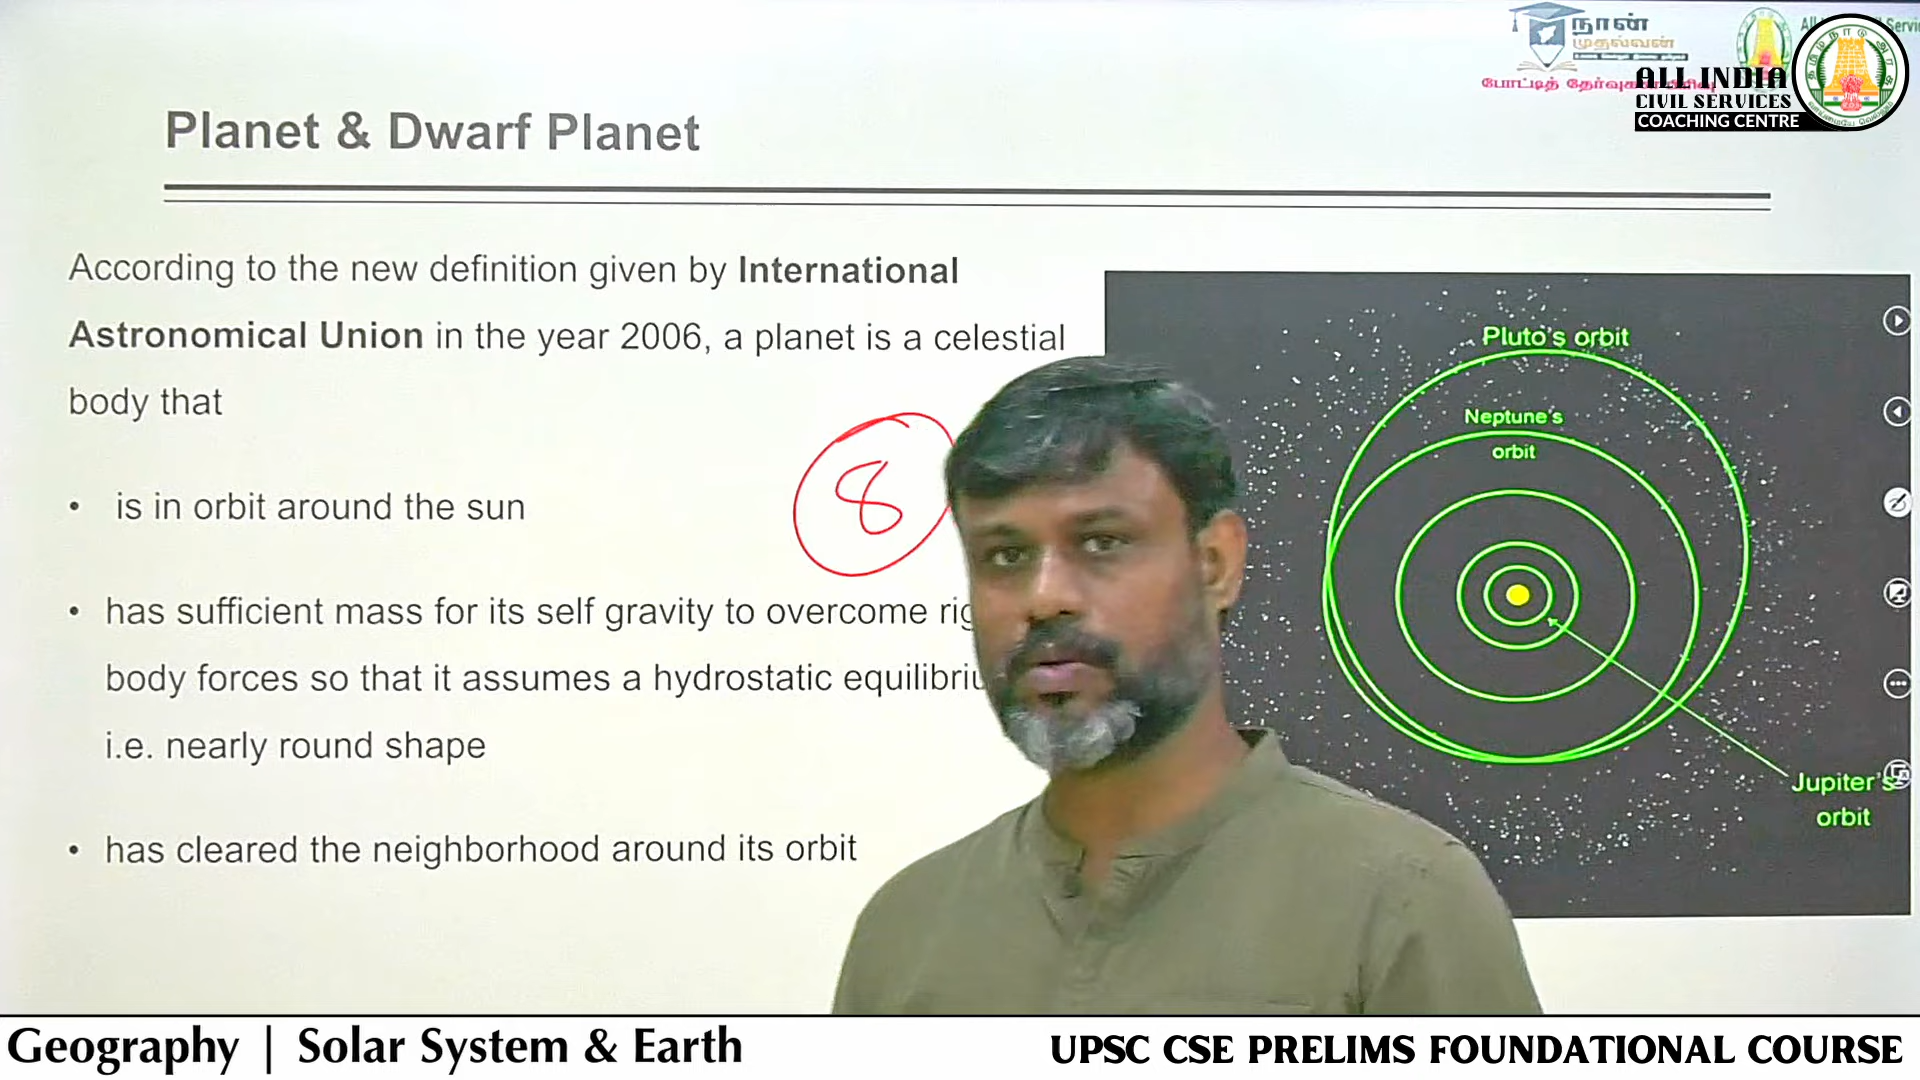 நான்
முதல்வன்
ALL INDIA
CIVIL SERVICES
COACHING CENTRE
Planet & Dwarf Planet
According to the new definition given by International
Astronomical Union in the year 2006, a planet is a celestial
body that
• is in orbit around the sun
8
• has sufficient mass for its self gravity to overcome
body forces so that it assumes a hydrostatic
i.e. nearly round shape
• has cleared the neighborhood around its orbit
Pluto's orbit
Neptune's
orbit
Jupiter's
orbit
Geography | Solar System & Earth
UPSC CSE PRELIMS FOUNDATIONAL COURSE